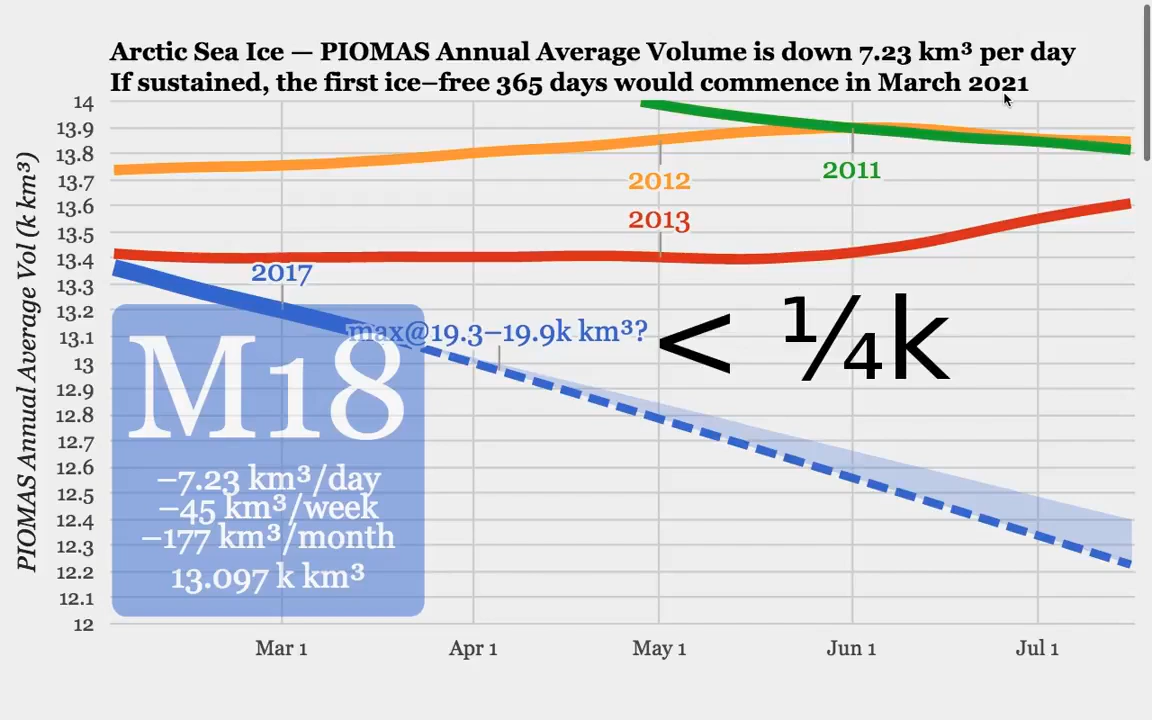 Arctic Sea Ice — PIOMAS Annual Average Volume is down 7.23 km³ per day
If sustained, the first ice–free 365 days would commence in March 2021
PIOMAS Annual Average Vol (k km³)
14
13.9
13.8
13.7
13.6
13.5
13.4
13.3
13.2
13.1
13
12.9
12.8
12.7
12.6
12.5
12.4
12.3
12.2
12.1
12
2012
2011
2013
2017
max@19.3–19.9k km³?
< ¼k
M18
–7.23 km³/day
–45 km³/week
–177 km³/month
13.097 k km³
Mar 1
Apr 1
May 1
Jun 1
Jul 1